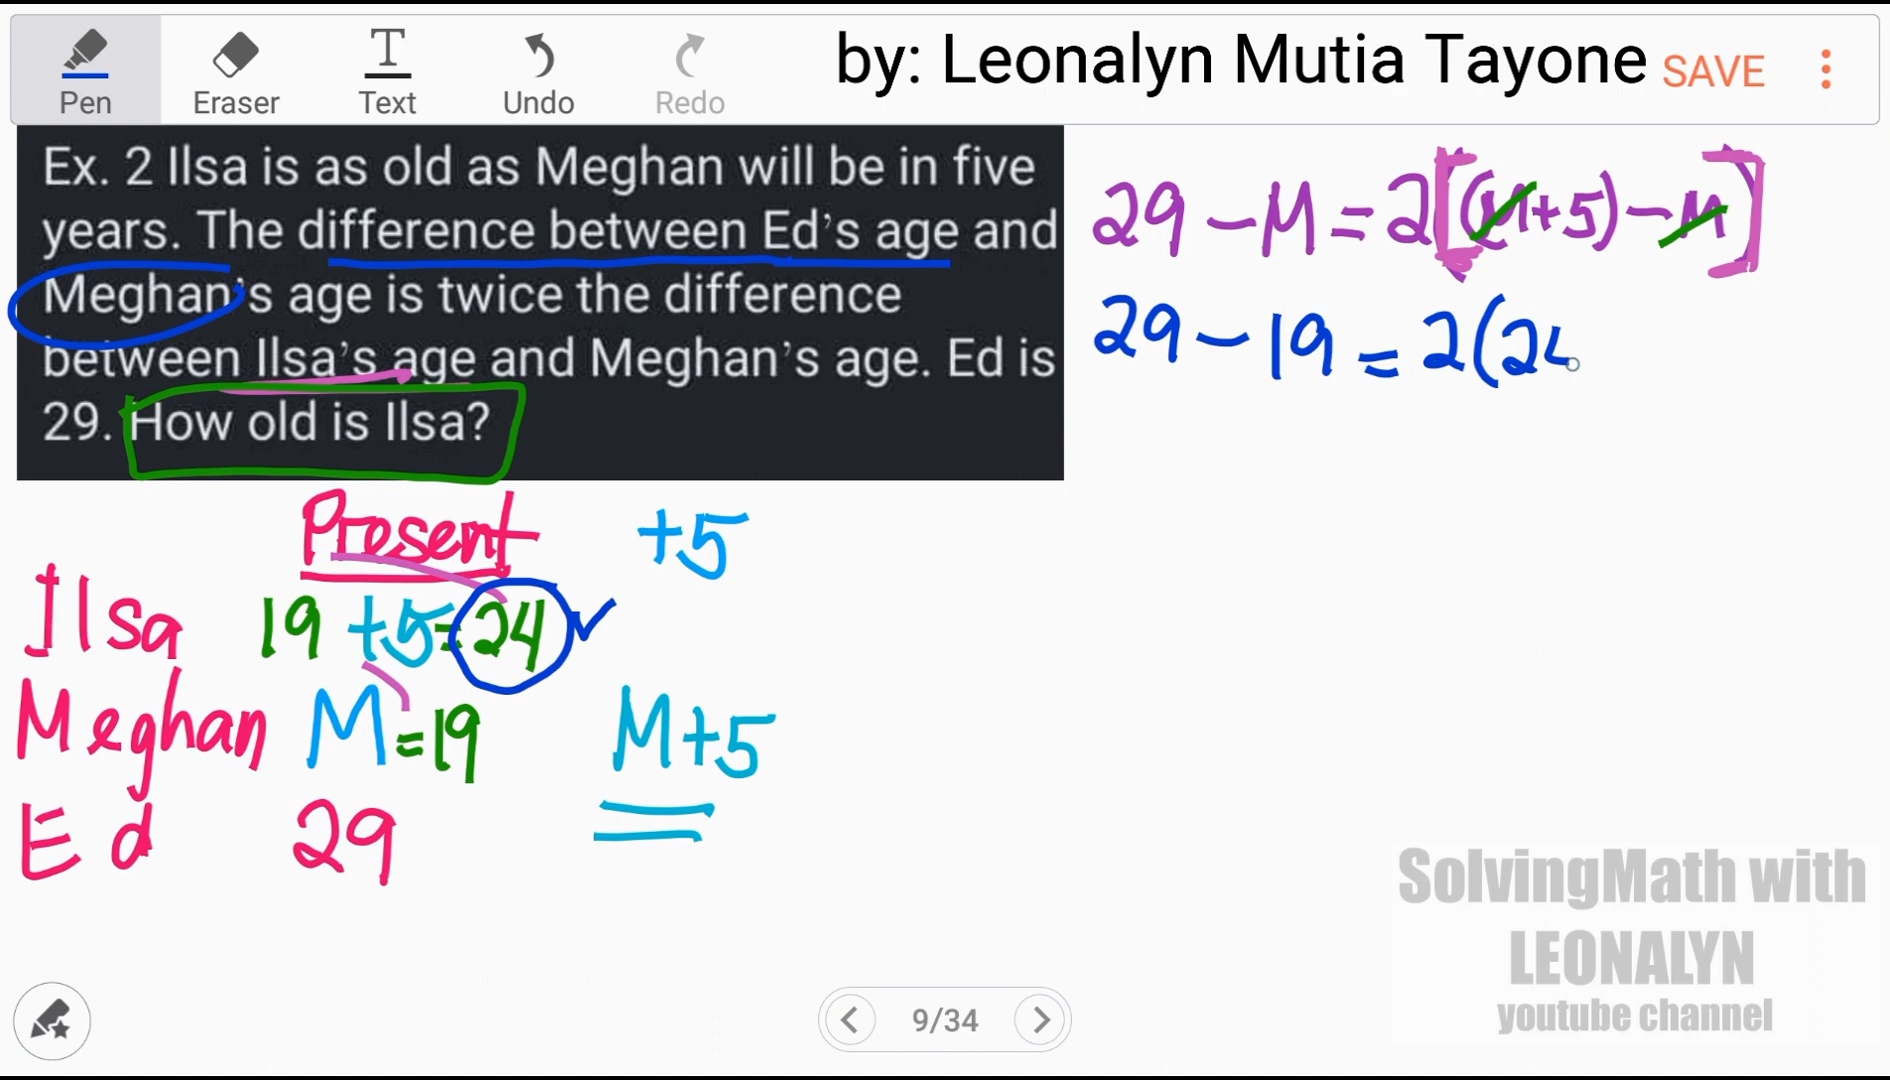 Pen
Eraser
Text
Undo
Redo
by: Leonalyn Mutia Tayone
SAVE
Ex. 2 Ilsa is as old as Meghan will be in five
years. The difference between Ed's age and
Meghan's age is twice the difference
between Ilsa's age and Meghan's age. Ed is
29. How old is Ilsa?
29 - M = 2[(M+5) - M]
29 - 19 = 2(24
Present +5
Ilsa 19 +5 = 24 ✓
Meghan M = 19 M+5
Ed 29
SolvingMath with
LEONALYN
youtube channel
9/34